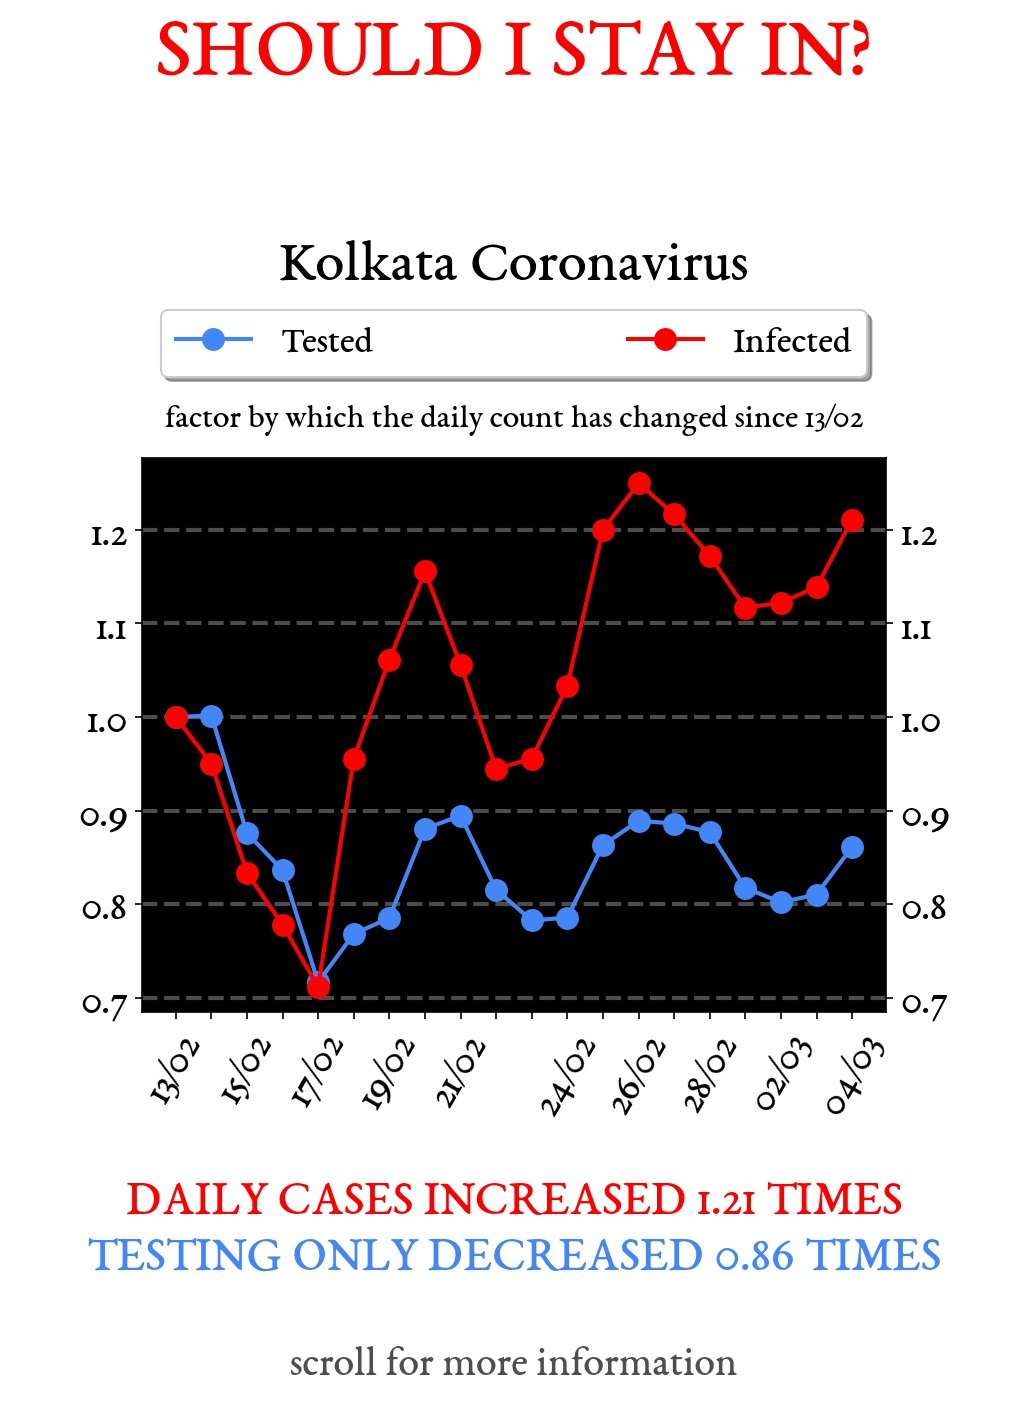 SHOULD I STAY IN?
Kolkata Coronavirus
Tested Infected
factor by which the daily count has changed since 13/02
1.2 1.2
1.1 1.1
1.0 1.0
0.9 0.9
0.8 0.8
0.7 0.7
13/02 15/02 17/02 19/02 21/02 24/02 26/02 28/02 02/03 04/03
DAILY CASES INCREASED 1.21 TIMES
TESTING ONLY DECREASED 0.86 TIMES
scroll for more information